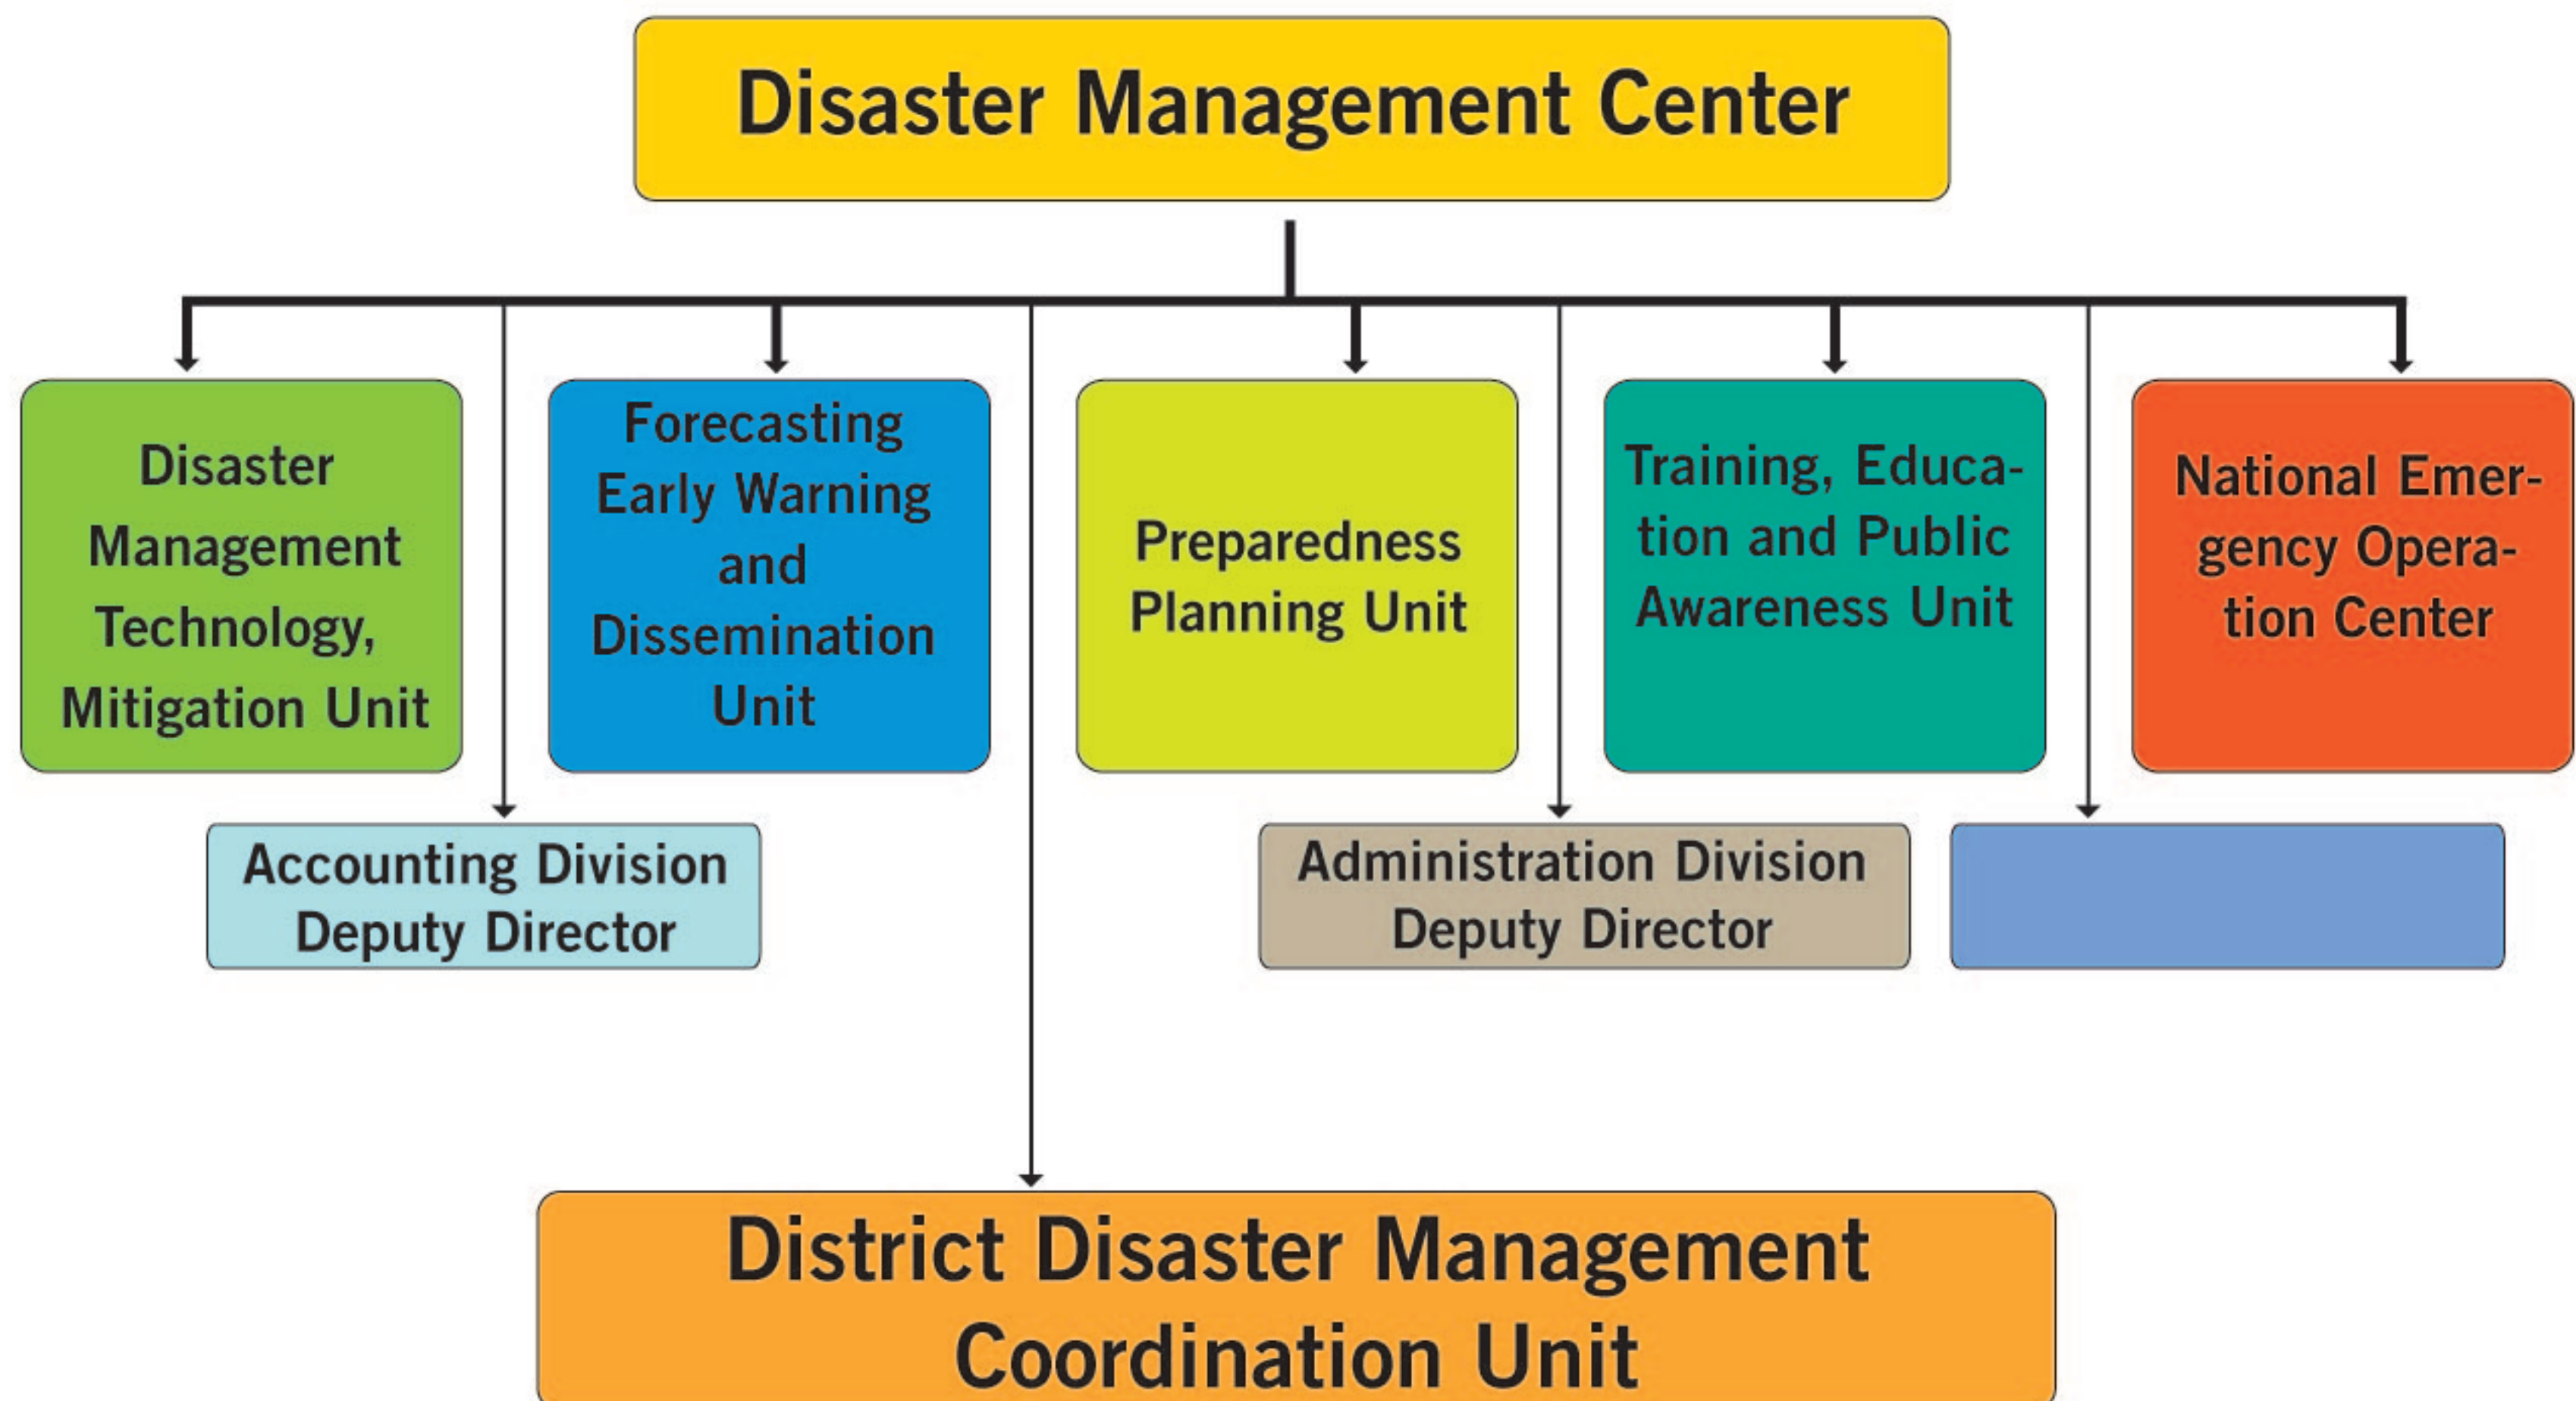 Disaster Management Center
Disaster
Management
Technology,
Mitigation Unit
Forecasting
Early Warning
and
Dissemination
Unit
Preparedness
Planning Unit
Training, Educa-
tion and Public
Awareness Unit
National Emer-
gency Opera-
tion Center
Accounting Division
Deputy Director
Administration Division
Deputy Director
District Disaster Management
Coordination Unit